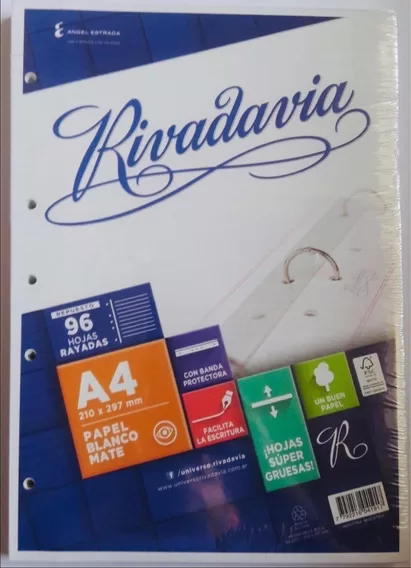 ANGEL ESTRADA
Rivadavia
REPUESTO
96
HOJAS
RAYADAS
A4
210 x 297 mm
PAPEL
BLANCO
MATE
CON BANDA
PROTECTORA
FACILITA
LA ESCRITURA
¡HOJAS
SÚPER
GRUESAS!
UN BUEN
PAPEL
FSC
R
/universo.rivadavia
www.universorivadavia.com.ar